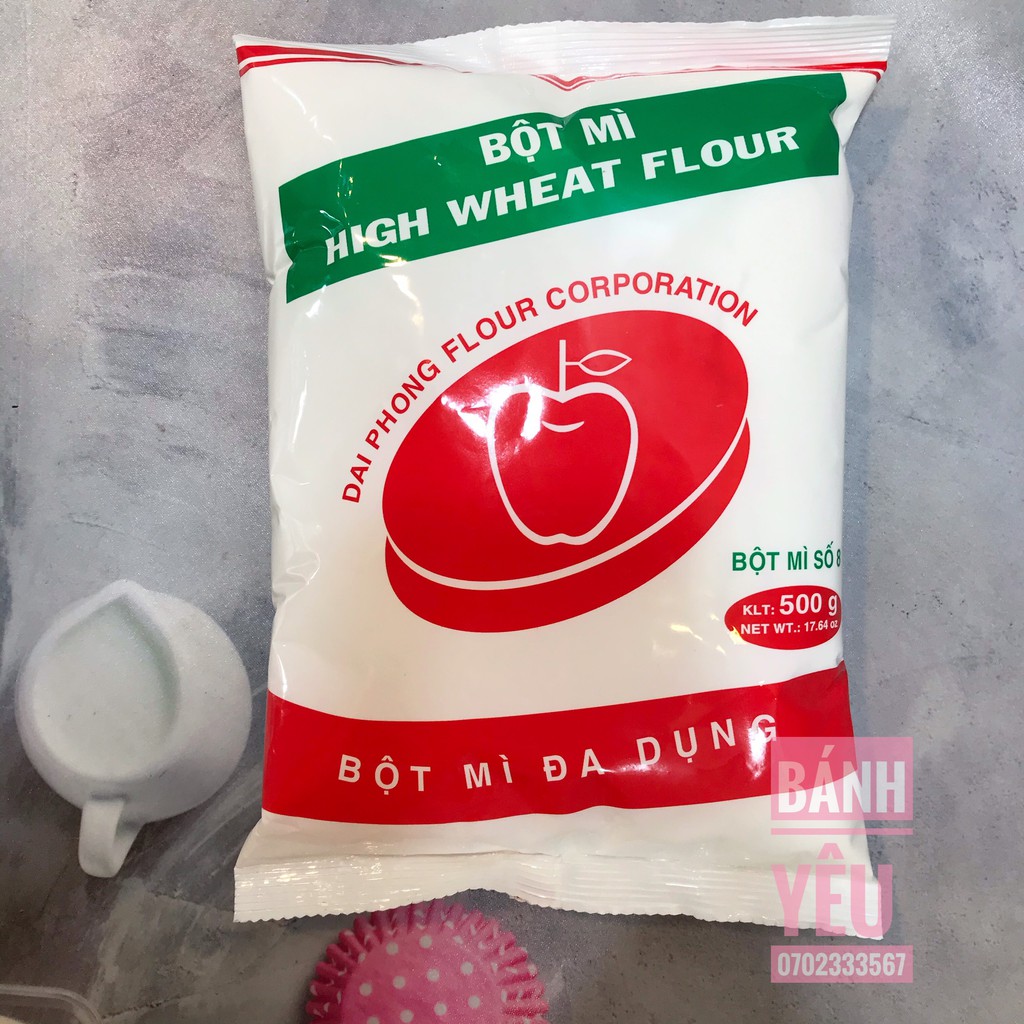 BỘT MÌ
HIGH WHEAT FLOUR
DAI PHONG FLOUR CORPORATION
BỘT MÌ SỐ 8
KLT: 500 g
NET WT.: 17.64 oz
BỘT MÌ ĐA DỤNG
BÁNH
YÊU
0702333567